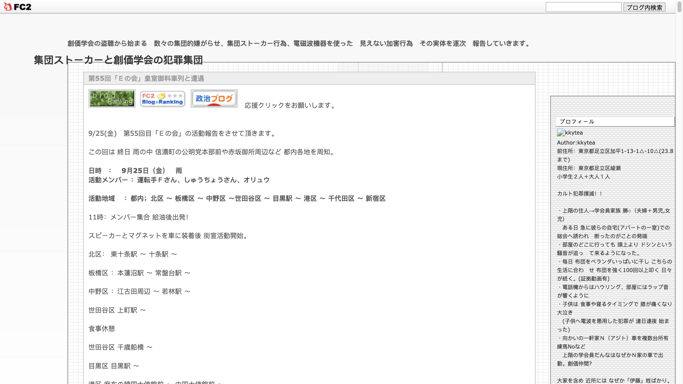 FC2
ブログ内検索
創価学会の盗聴から始まる　数々の集団的嫌がらせ、集団ストーカー行為、電磁波機器を使った　見えない加害行為　その実体を逐次　報告していきます。
集団ストーカーと創価学会の犯罪集団
第55回「Ｅの会」皇室御料車列と遭遇
FC2 Blog★Ranking
政治ブログ
応援クリックをお願いします。
9/25(金)　第55回目「Ｅの会」の活動報告をさせて頂きます。
この回は 終日 雨の中 信濃町の公明党本部前や赤坂御所周辺など 都内各地を周知。
日時　：　9月25日（金）　雨
活動メンバー： 運転手Ｆさん、しゅうちょうさん、オリュウ
活動地域　：都内；北区 ～ 板橋区 ～ 中野区 ～世田谷区 ～ 目黒駅 ～ 港区 ～ 千代田区 ～ 新宿区
11時：メンバー集合 給油後出発!
スピーカーとマグネットを車に装着後 街宣活動開始。
北区：　東十条駅 ～ 十条駅 ～
板橋区：本蓮沼駅 ～ 常盤台駅 ～
中野区：江古田周辺 ～ 若林駅 ～
世田谷区 上町駅 ～
食事休憩
世田谷区 千歳船橋 ～
目黒区 目黒駅 ～
プロフィール
kkytea
Author:kkytea
前住所：東京都足立区加平1-13-1△-10△(23.8まで)
現住所：東京都足立区綾瀬
小学生２人＋大人１人
カルト犯罪撲滅！！
・上階の住人→学会員家族 勝○（夫婦＋男児,女児）
　ある日 急に彼らの自宅(アパートの一室)での総会へ誘われ　断ったのがことの発端
・部屋のどこに行っても 頭上より ドシンという騒音が追っ　て来るようになった。
・毎日 布団をベランダいっぱいに干し こちらの生活に合わ　せ 布団を強く100回以上叩く 日々が続く。(証拠動画有)
・電話機からはハウリング、部屋にはラップ音が響くように
・子供は 食事や寝るタイミングで 膝が痛くなり 大泣き
　(子供へ電波を悪用した犯罪が 連日連夜 始まった)
・向かいの一軒家Ｎ（アジト）車を複数台所有 練馬Noなど
　上階の学会員だんなはなぜかＮ家の車で出勤。創価仲間?
大家を含め 近所には なぜか「伊藤」姓ばかり。